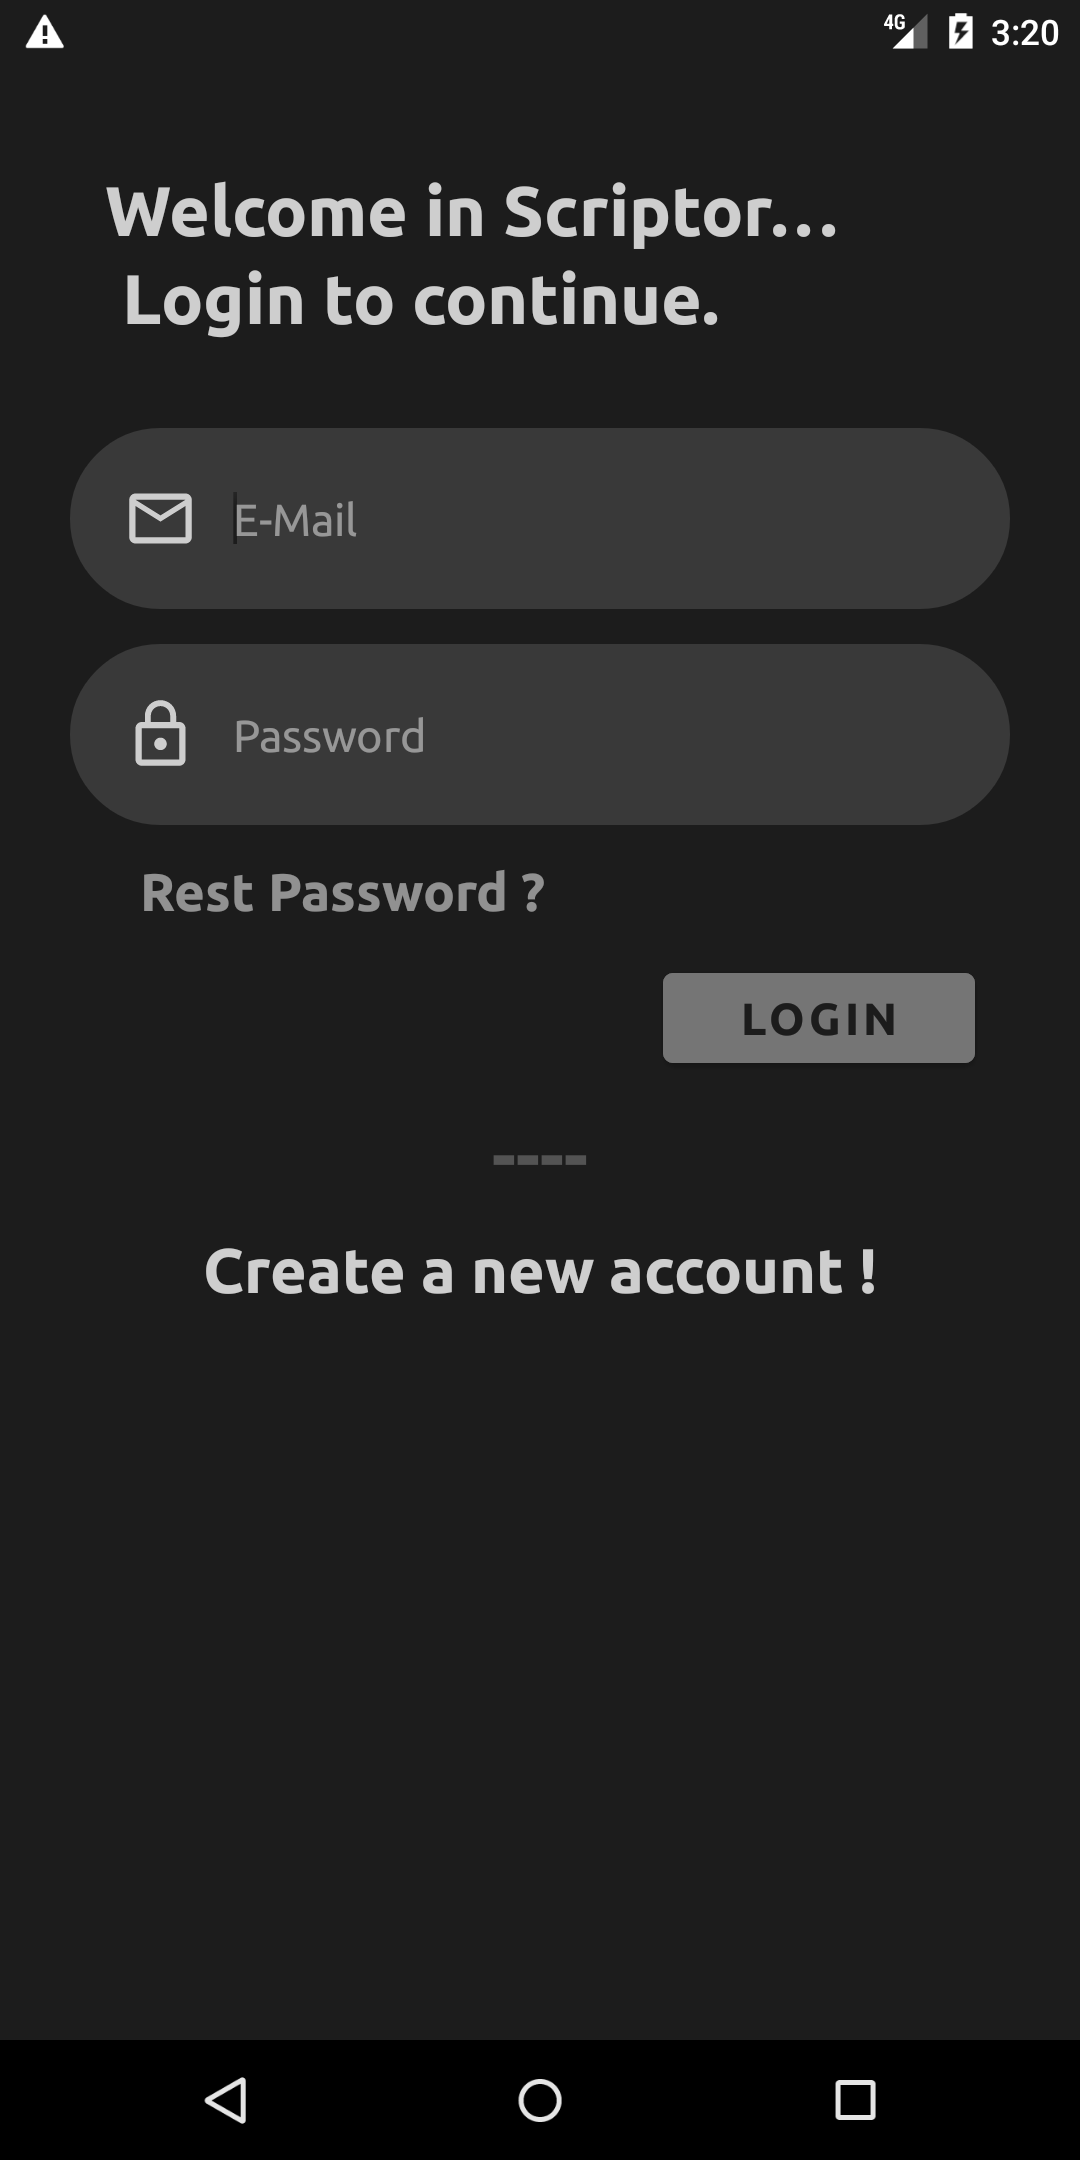 4G 3:20
Welcome in Scriptor...
Login to continue.
E-Mail
Password
Rest Password ?
LOGIN
----
Create a new account !